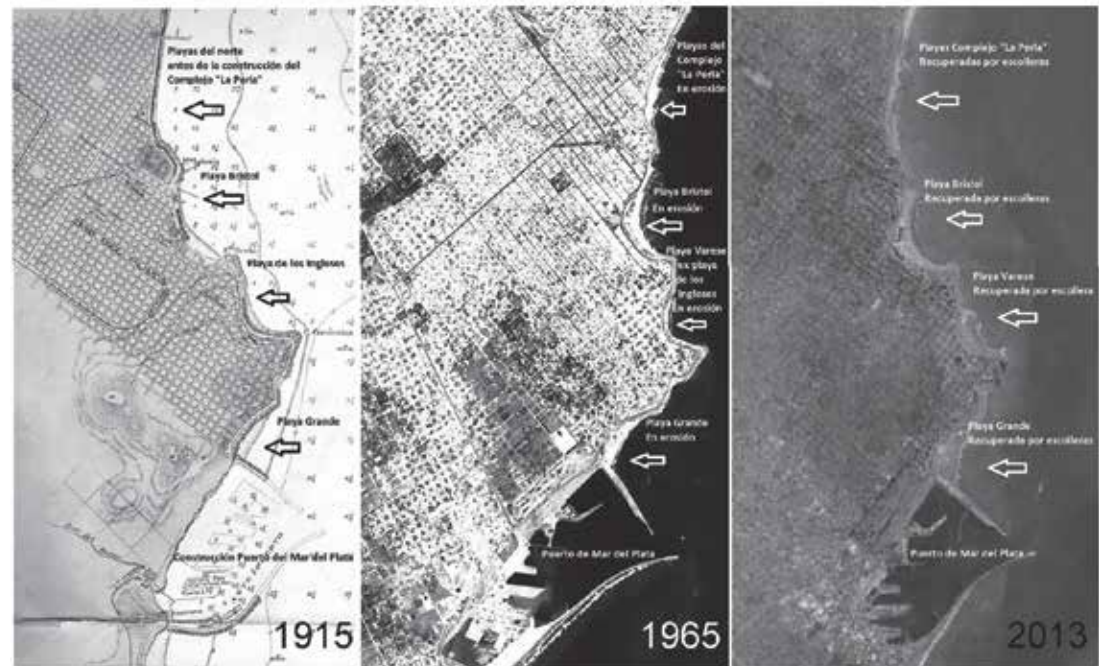 Playas del norte
antes de la construcción del
Complejo "La Perla"
Playa Bristol
Playa de los Ingleses
Playa Grande
Construcción Puerto del Mar del Plata
1915
Playas del
Complejo
"La Perla"
En erosión
Playa Bristol
En erosión
Playa Varese
ex playa
de los
Ingleses
En erosión
Playa Grande
En erosión
Puerto de Mar del Plata
1965
Playas Complejo "La Perla"
Recuperadas por escolleras
Playa Bristol
Recuperada por escolleras
Playa Varese
Recuperada por escollera
Playa Grande
Recuperada por escolleras
Puerto de Mar del Plata
2013